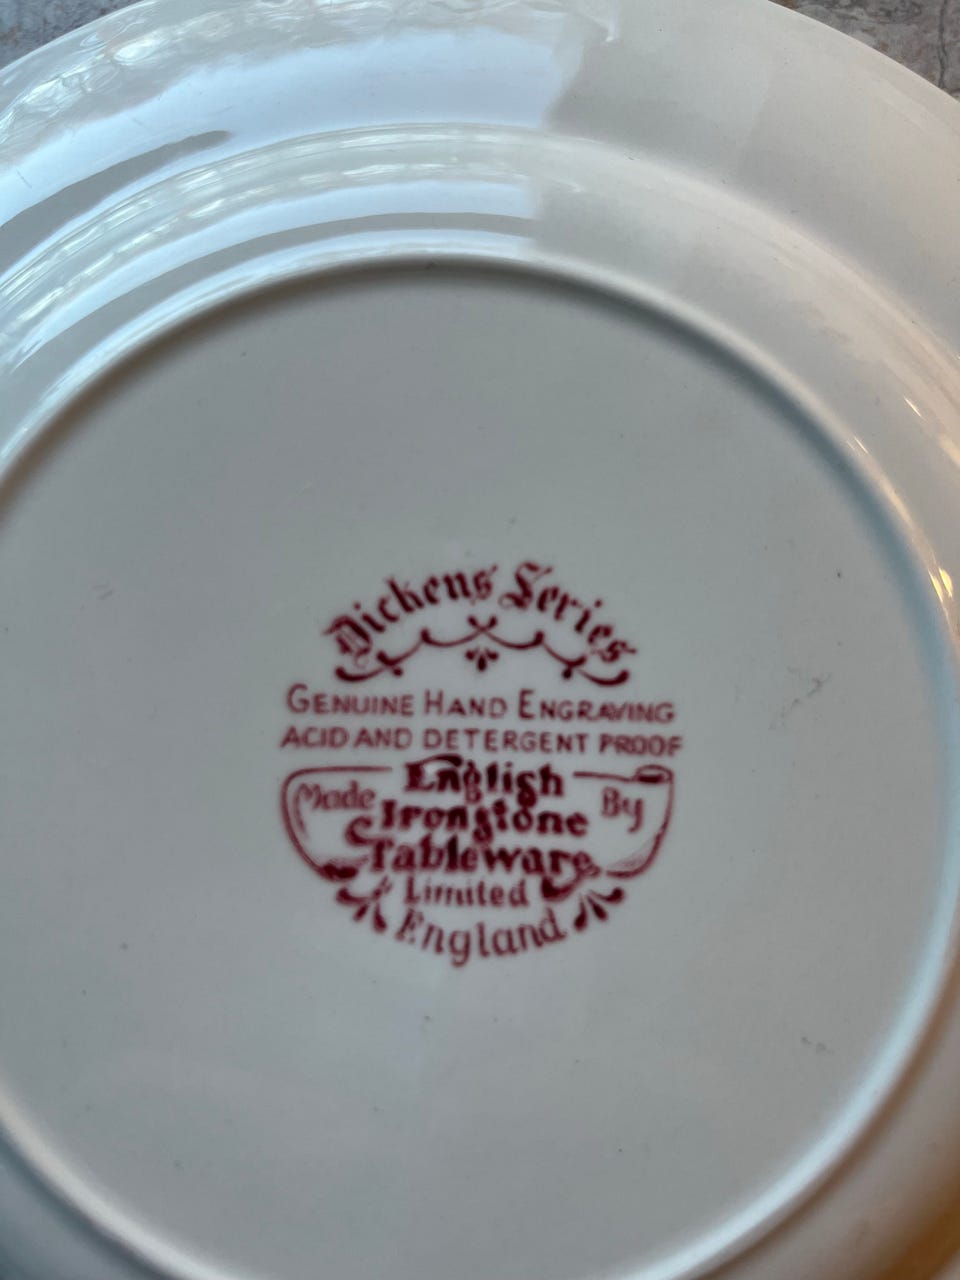 Dickens Series
GENUINE HAND ENGRAVING
ACID AND DETERGENT PROOF
Made English By
Ironstone
Tableware
Limited
England